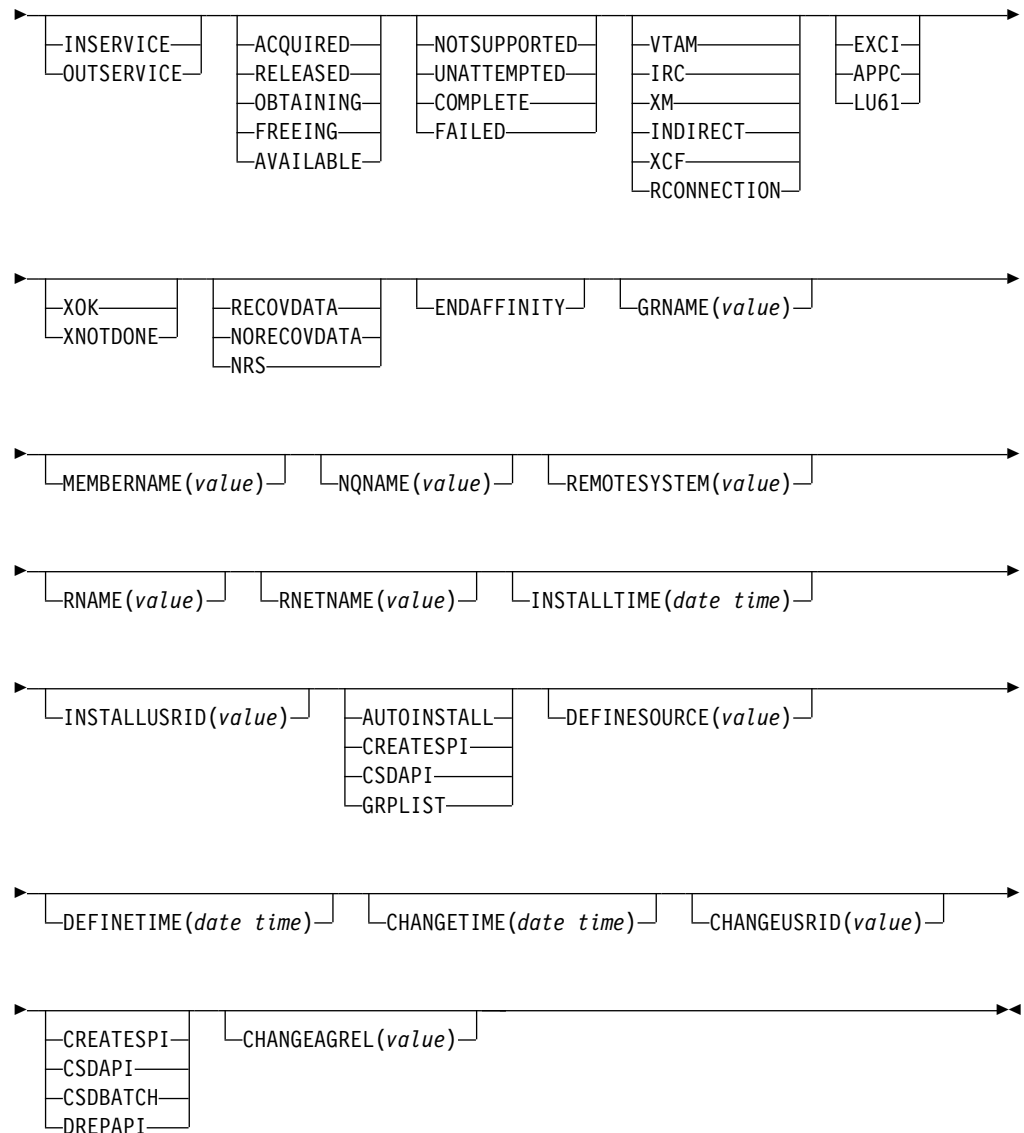 INSERVICE
OUTSERVICE
ACQUIRED
RELEASED
OBTAINING
FREEING
AVAILABLE
NOTSUPPORTED
UNATTEMPTED
COMPLETE
FAILED
VTAM
IRC
XM
INDIRECT
XCF
RCONNECTION
EXCI
APPC
LU61
XOK
XNOTDONE
RECOVDATA
NORECOVDATA
NRS
ENDAFFINITY
GRNAME(value)
MEMBERNAME(value)
NQNAME(value)
REMOTESYSTEM(value)
RNAME(value)
RNETNAME(value)
INSTALLTIME(date time)
INSTALLUSRID(value)
AUTOINSTALL
CREATESPI
CSDAPI
GRPLIST
DEFINESOURCE(value)
DEFINETIME(date time)
CHANGETIME(date time)
CHANGEUSRID(value)
CREATESPI
CSDAPI
CSDBATCH
DREPAPI
CHANGEAGREL(value)